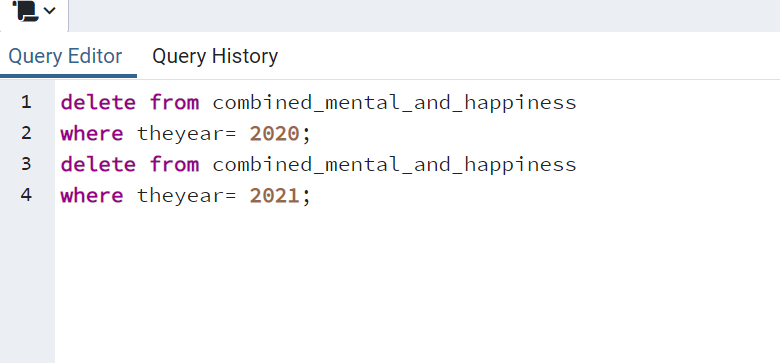 Query Editor Query History
1 delete from combined_mental_and_happiness
2 where theyear= 2020;
3 delete from combined_mental_and_happiness
4 where theyear= 2021;